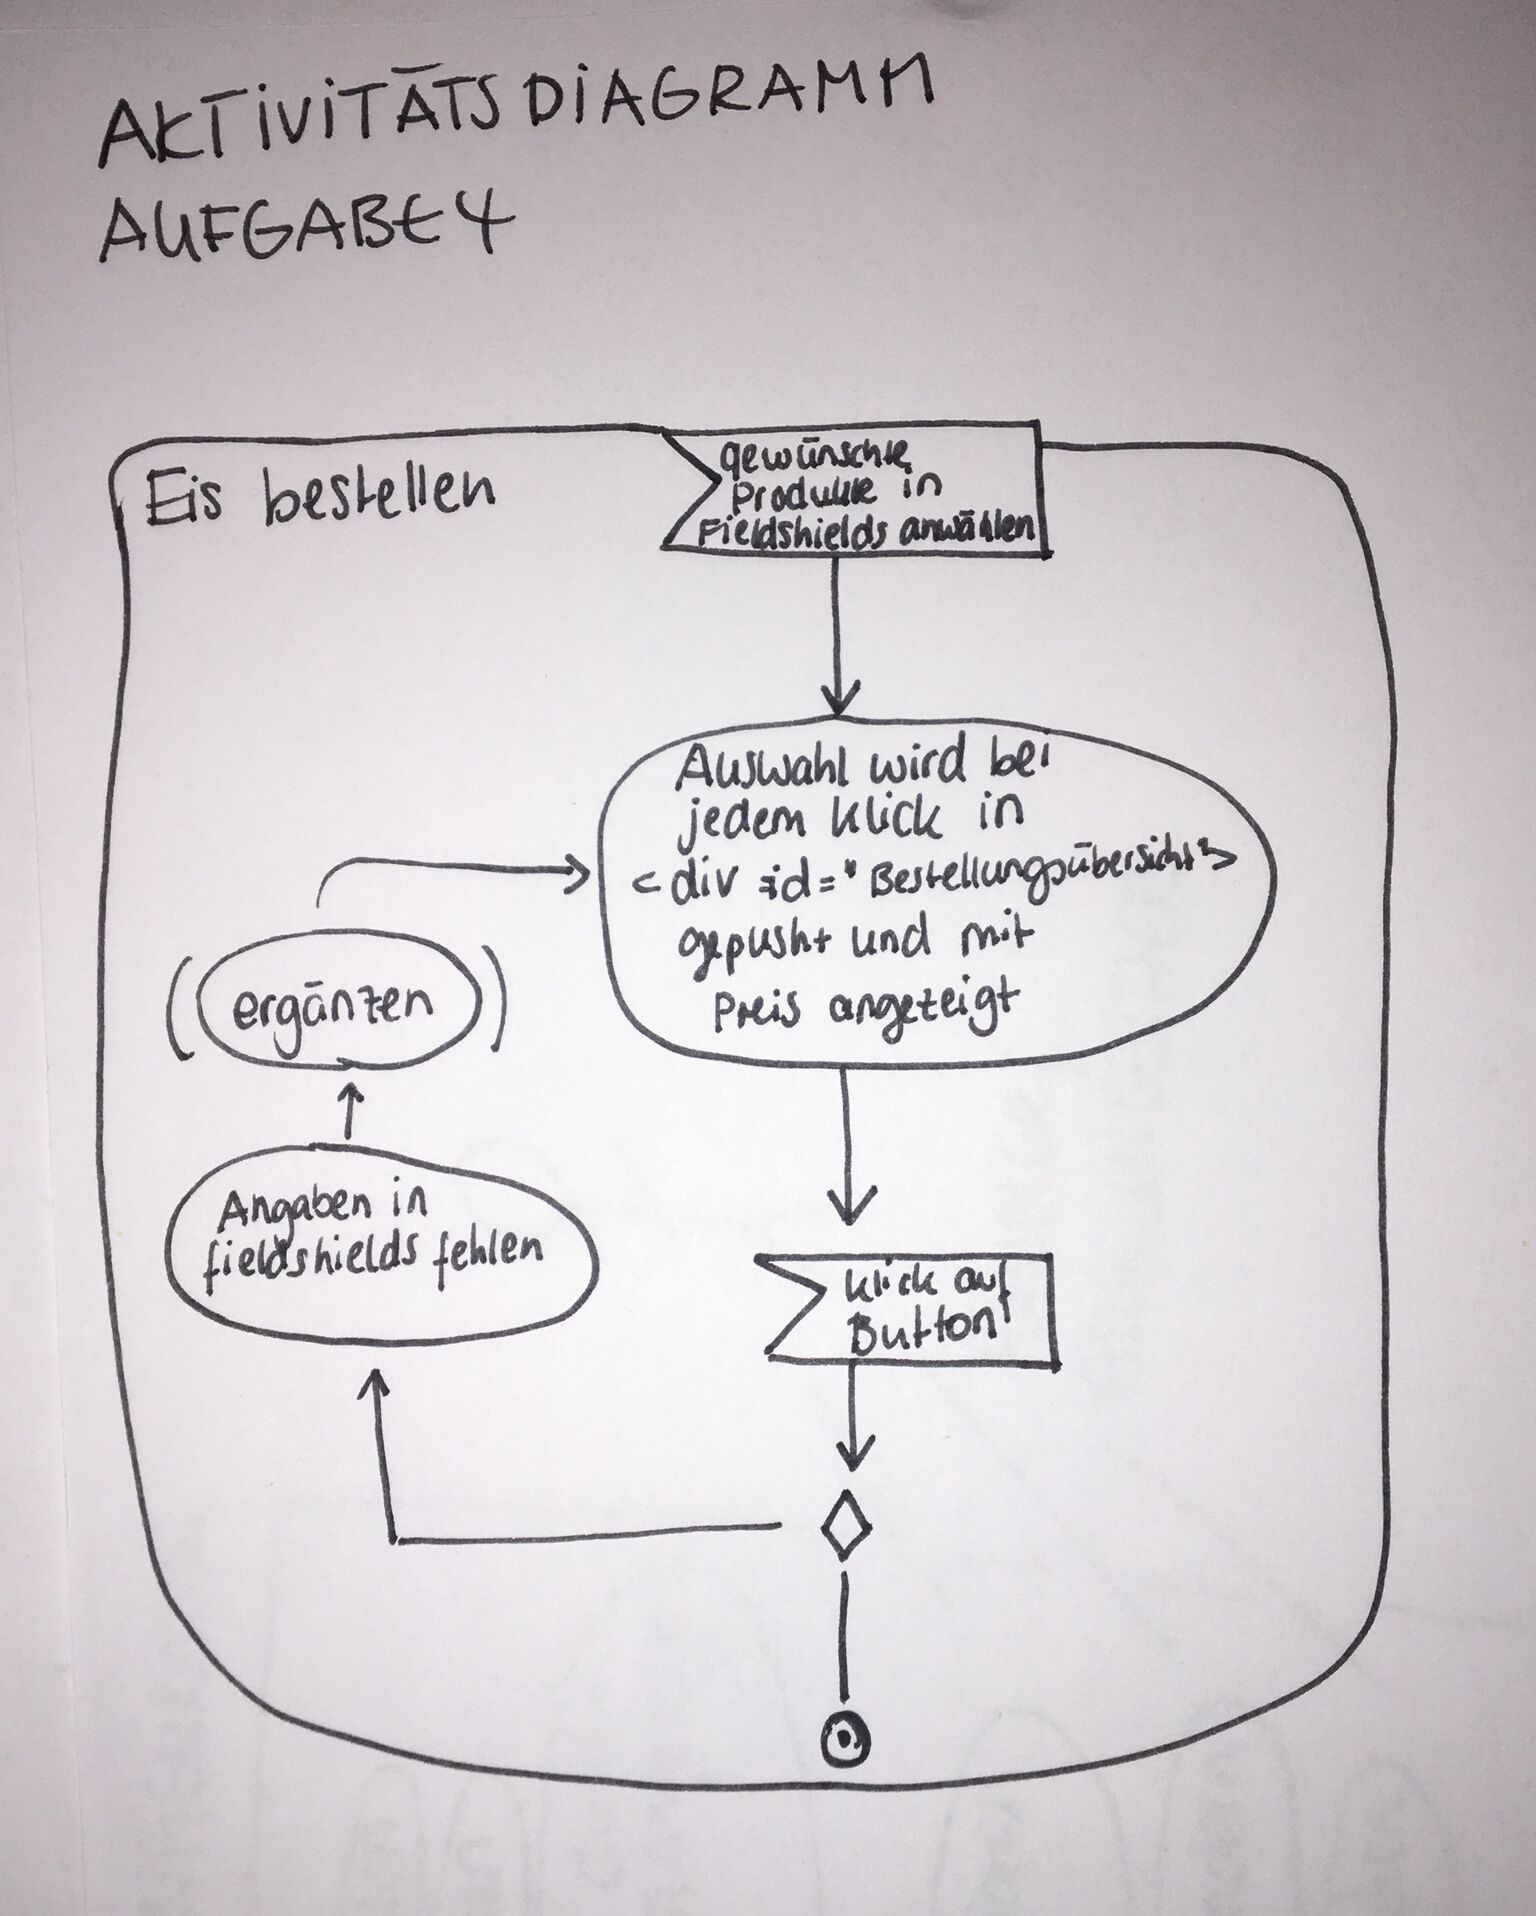 AKTIVITÄTSDIAGRAMM
AUFGABE 4
Eis bestellen
gewünschte
Produkte in
Fieldshields anwählen
Auswahl wird bei
jedem Klick in
<div id="Bestellungsübersicht">
gepusht und mit
Preis angezeigt
(ergänzen)
Angaben in
fieldshields fehlen
Klick auf
Button